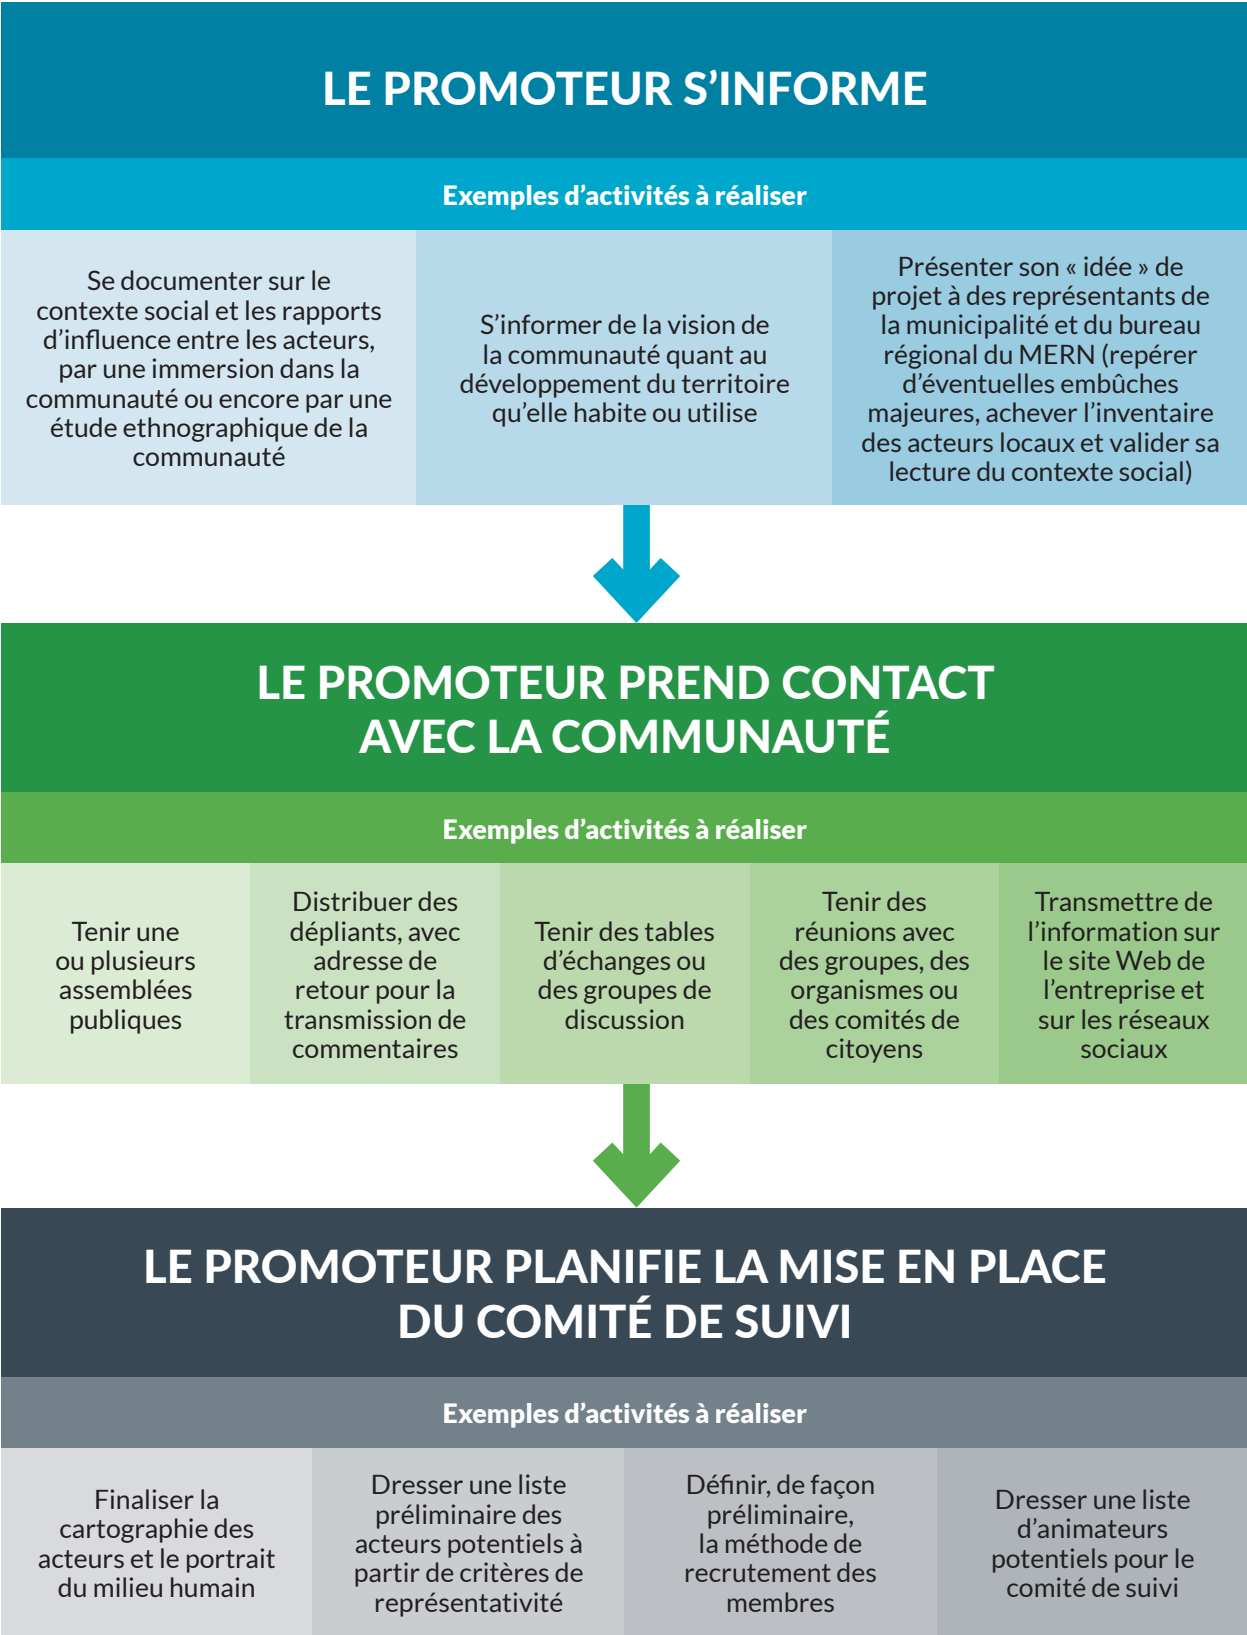 LE PROMOTEUR S’INFORME
Exemples d’activités à réaliser
Se documenter sur le
contexte social et les rapports
d’influence entre les acteurs,
par une immersion dans la
communauté ou encore par une
étude ethnographique de la
communauté
S’informer de la vision de
la communauté quant au
développement du territoire
qu’elle habite ou utilise
Présenter son « idée » de
projet à des représentants de
la municipalité et du bureau
régional du MERN (repérer
d’éventuelles embûches
majeures, achever l’inventaire
des acteurs locaux et valider sa
lecture du contexte social)
LE PROMOTEUR PREND CONTACT
AVEC LA COMMUNAUTÉ
Exemples d’activités à réaliser
Tenir une
ou plusieurs
assemblées
publiques
Distribuer des
dépliants, avec
adresse de
retour pour la
transmission de
commentaires
Tenir des tables
d’échanges ou
des groupes de
discussion
Tenir des
réunions avec
des groupes, des
organismes ou
des comités de
citoyens
Transmettre de
l’information sur
le site Web de
l’entreprise et
sur les réseaux
sociaux
LE PROMOTEUR PLANIFIE LA MISE EN PLACE
DU COMITÉ DE SUIVI
Exemples d’activités à réaliser
Finaliser la
cartographie des
acteurs et le portrait
du milieu humain
Dresser une liste
préliminaire des
acteurs potentiels à
partir de critères de
représentativité
Définir, de façon
préliminaire,
la méthode de
recrutement des
membres
Dresser une liste
d’animateurs
potentiels pour le
comité de suivi